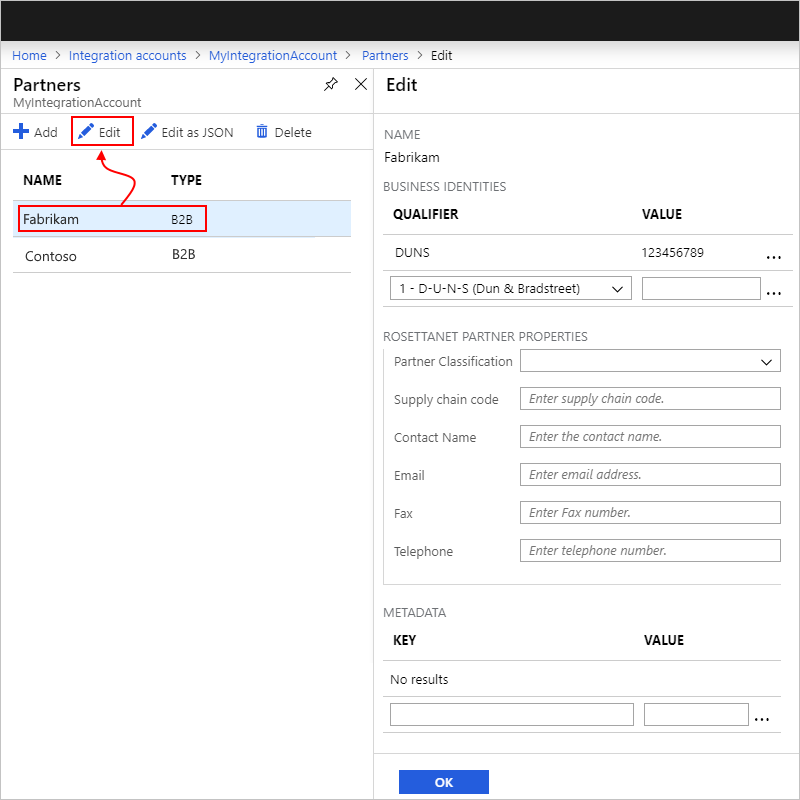 Home > Integration accounts > MyIntegrationAccount > Partners > Edit
Partners
MyIntegrationAccount
Add Edit Edit as JSON Delete
NAME TYPE
Fabrikam B2B
Contoso B2B
Edit
NAME
Fabrikam
BUSINESS IDENTITIES
QUALIFIER VALUE
DUNS 123456789 ...
1 - D-U-N-S (Dun & Bradstreet) ...
ROSETTANET PARTNER PROPERTIES
Partner Classification
Supply chain code Enter supply chain code.
Contact Name Enter the contact name.
Email Enter email address.
Fax Enter Fax number.
Telephone Enter telephone number.
METADATA
KEY VALUE
No results
...
OK